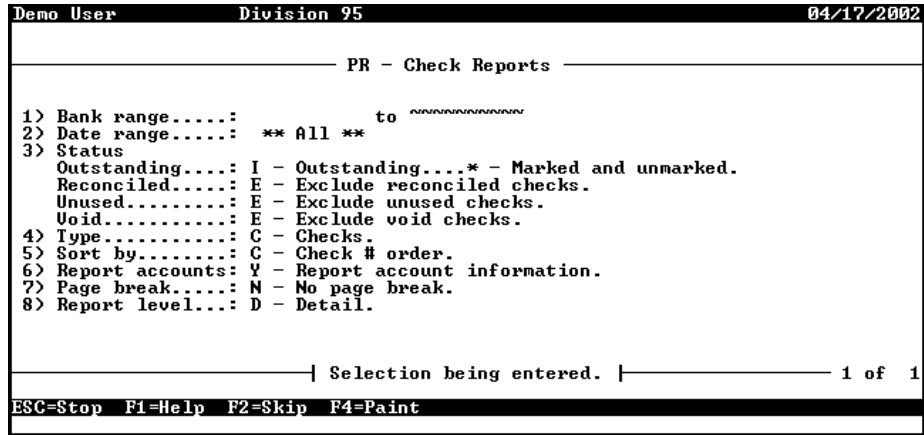 Demo User Division 95 04/17/2002
PR - Check Reports
1) Bank range.....: to ~~~~~~~~~~
2) Date range.....: ** All **
3) Status
Outstanding....: I - Outstanding....* - Marked and unmarked.
Reconciled.....: E - Exclude reconciled checks.
Unused.........: E - Exclude unused checks.
Void...........: E - Exclude void checks.
4) Type...........: C - Checks.
5) Sort by........: C - Check # order.
6) Report accounts: Y - Report account information.
7) Page break.....: N - No page break.
8) Report level...: D - Detail.
Selection being entered. 1 of 1
ESC=Stop F1=Help F2=Skip F4=Paint